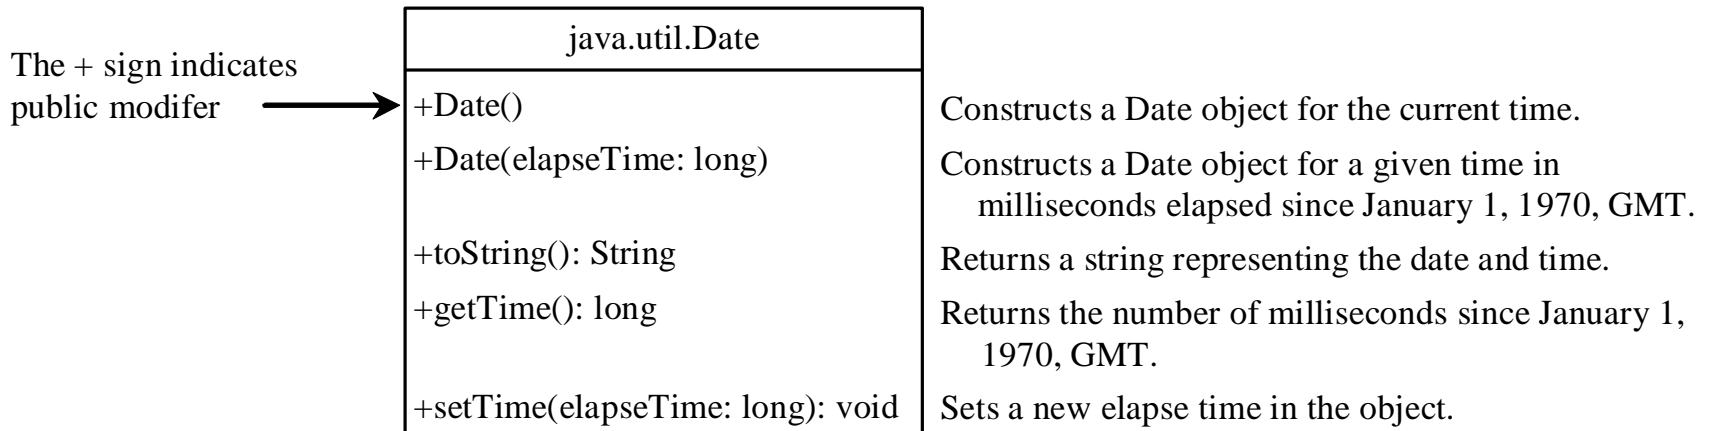 java.util.Date
The + sign indicates
public modifer
+Date()
Constructs a Date object for the current time.
+Date(elapseTime: long)
Constructs a Date object for a given time in
milliseconds elapsed since January 1, 1970, GMT.
+toString(): String
Returns a string representing the date and time.
+getTime(): long
Returns the number of milliseconds since January 1,
1970, GMT.
+setTime(elapseTime: long): void
Sets a new elapse time in the object.